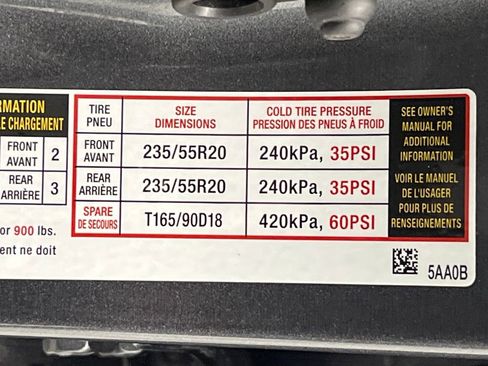 RMATION
E CHARGEMENT
FRONT
AVANT 2
REAR
ARRIÈRE 3
or 900 lbs.
ent ne doit
TIRE
PNEU
SIZE
DIMENSIONS
COLD TIRE PRESSURE
PRESSION DES PNEUS À FROID
FRONT
AVANT
235/55R20
240kPa, 35PSI
REAR
ARRIÈRE
235/55R20
240kPa, 35PSI
SPARE
DE SECOURS
T165/90D18
420kPa, 60PSI
SEE OWNER'S
MANUAL FOR
ADDITIONAL
INFORMATION
VOIR LE MANUEL
DE L'USAGER
POUR PLUS DE
RENSEIGNEMENTS
5AA0B